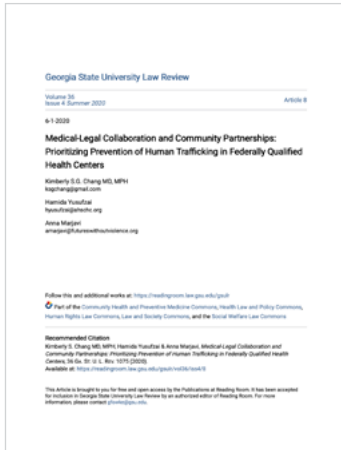 Georgia State University Law Review
Volume 36
Issue 4 Summer 2020
Article 8
6-1-2020
Medical-Legal Collaboration and Community Partnerships:
Prioritizing Prevention of Human Trafficking in Federally Qualified
Health Centers
Kimberly S.G. Chang MD, MPH
ksgchang@gmail.com
Hamida Yusufzai
hyusufzai@ahschc.org
Anna Marjavi
amarjavi@futureswithoutviolence.org
Follow this and additional works at: https://readingroom.law.gsu.edu/gsulr
Part of the Community Health and Preventive Medicine Commons, Health Law and Policy Commons,
Human Rights Law Commons, Law and Society Commons, and the Social Welfare Law Commons
Recommended Citation
Kimberly S. Chang MD, MPH; Hamida Yusufzai & Anna Marjavi, Medical-Legal Collaboration and
Community Partnerships: Prioritizing Prevention of Human Trafficking in Federally Qualified Health
Centers, 36 Ga. St. U. L. Rev. 1075 (2020).
Available at: https://readingroom.law.gsu.edu/gsulr/vol36/iss4/8
This Article is brought to you for free and open access by the Publications at Reading Room. It has been accepted
for inclusion in Georgia State University Law Review by an authorized editor of Reading Room. For more
information, please contact